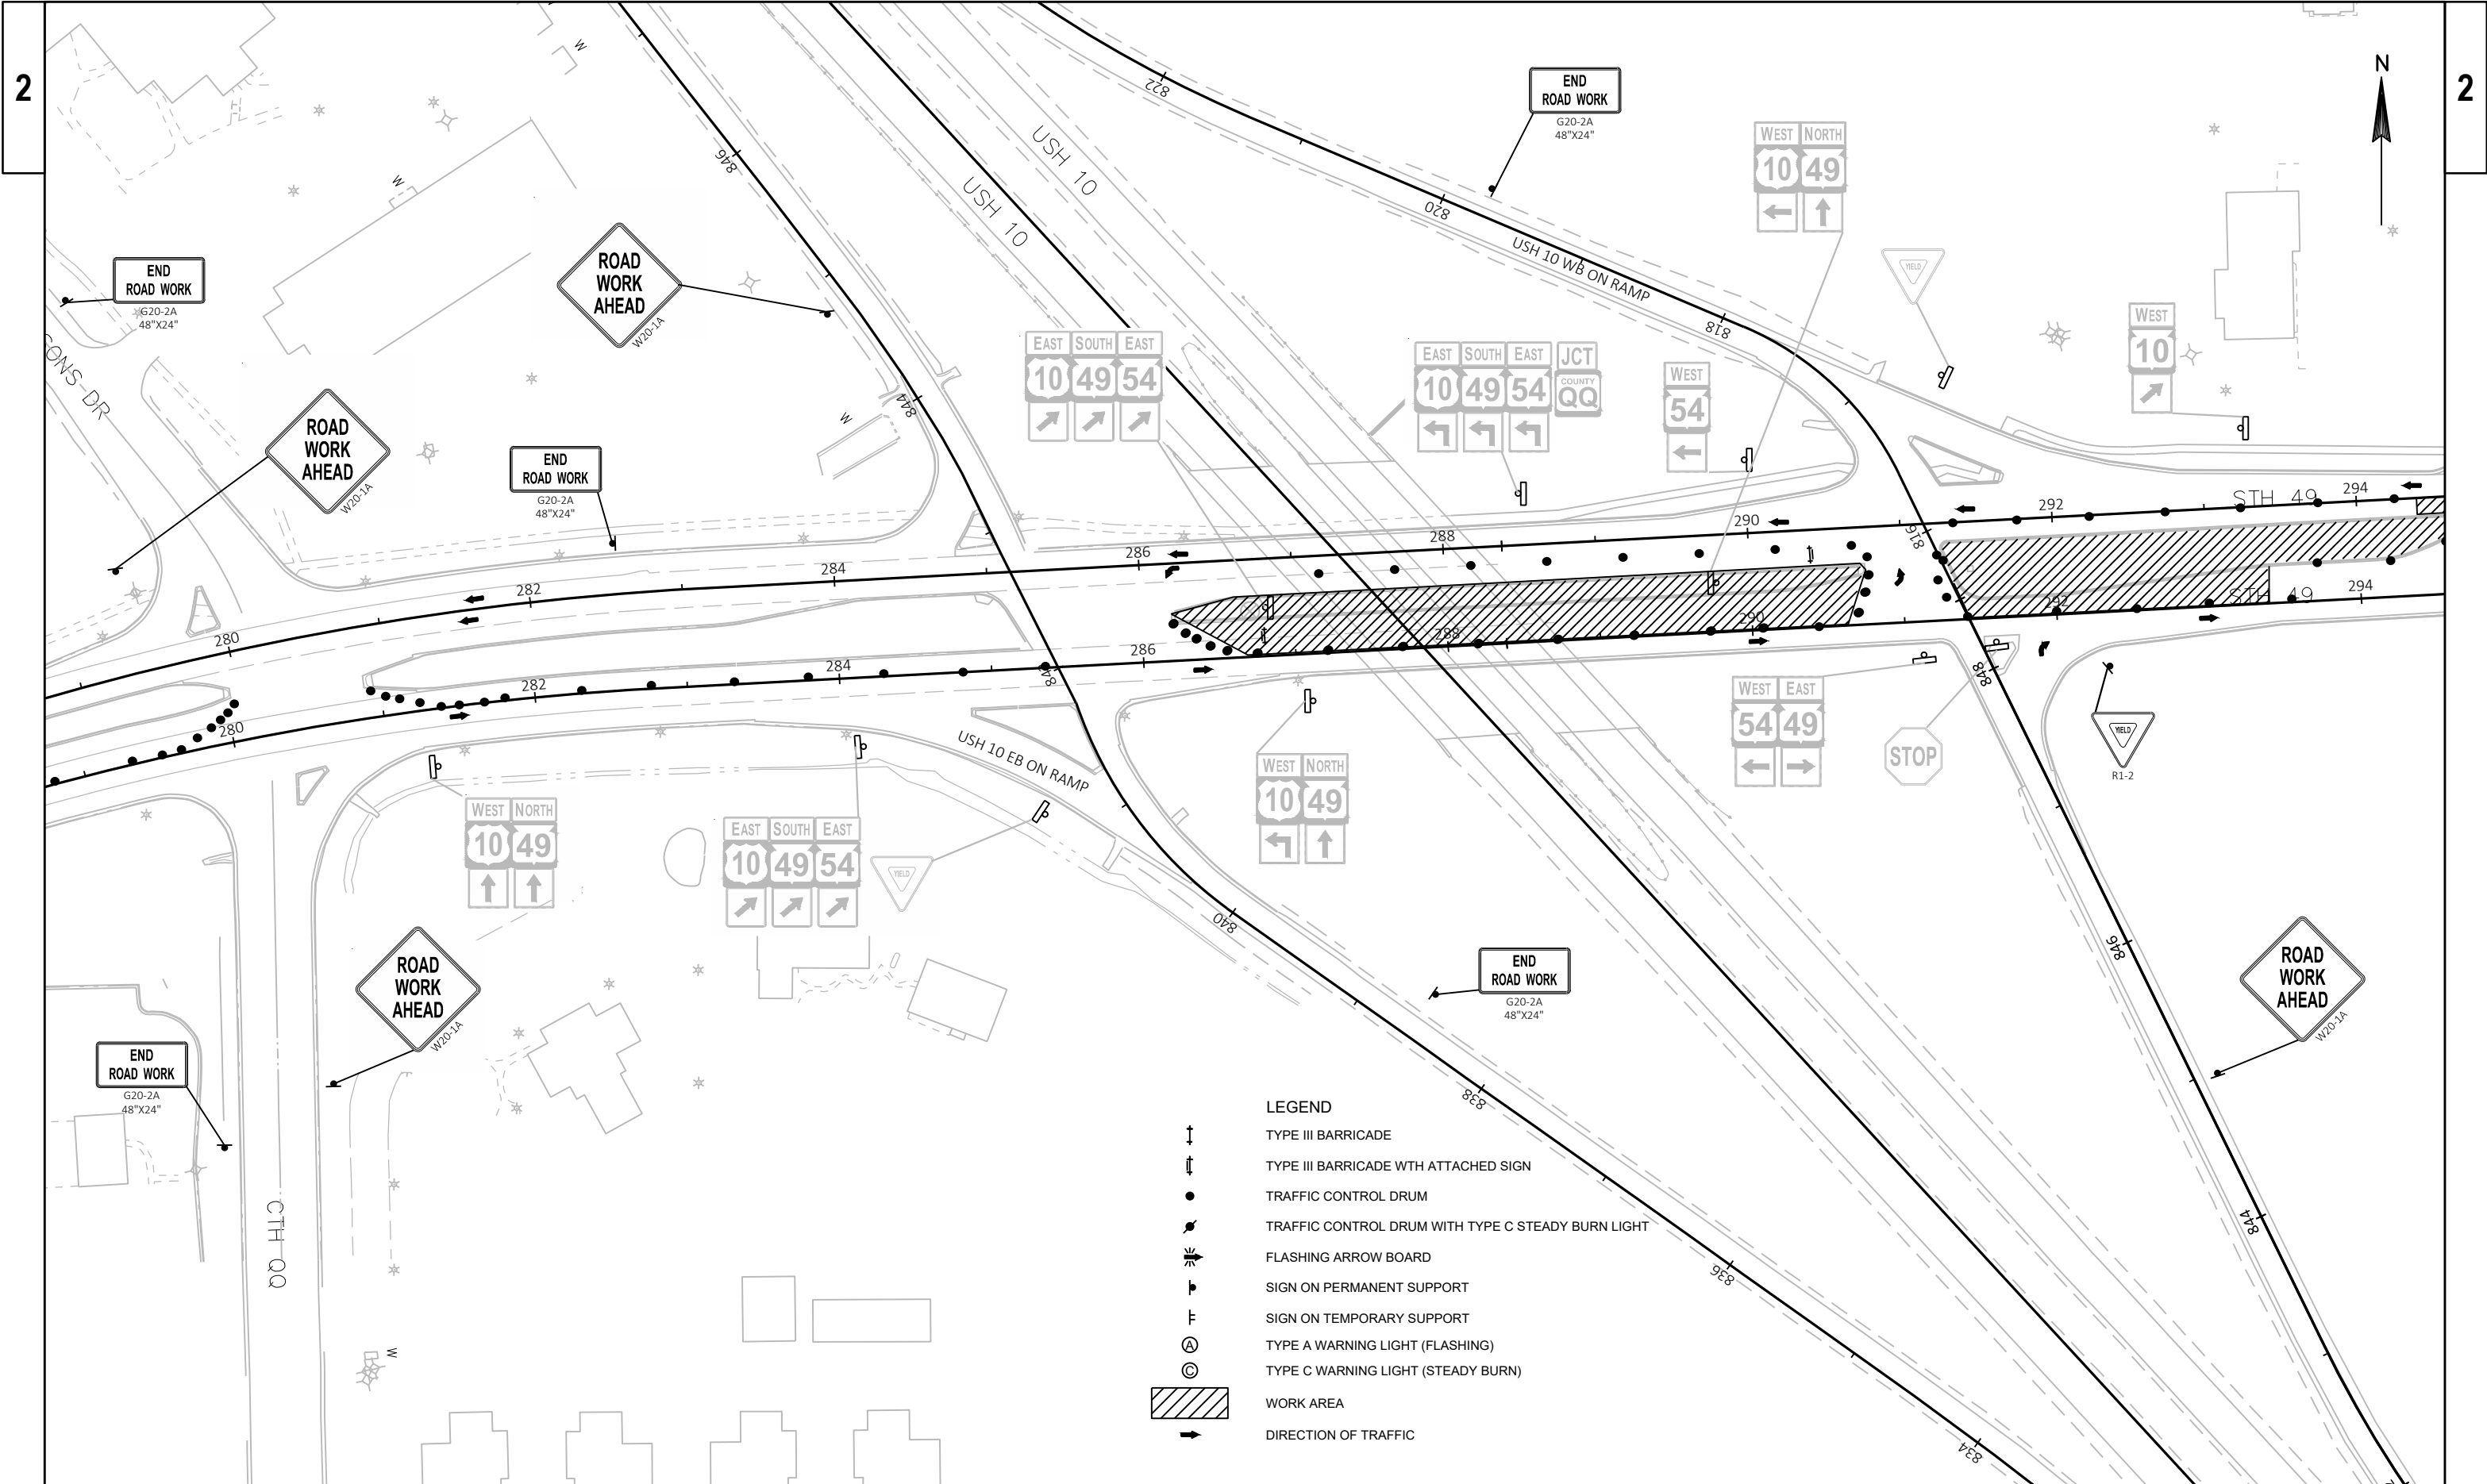 2
2
N
W
822
END
ROAD WORK
G20-2A
48"X24"
WEST NORTH
10 49
USH 10
USH 10
846
W
820
USH 10 WB ON RAMP
YIELD
END
ROAD WORK
G20-2A
48"X24"
ROAD
WORK
AHEAD
W20-1A
818
WEST
10
EAST SOUTH EAST
10 49 54
EAST SOUTH EAST JCT
10 49 54 COUNTY QQ
WEST
54
ONS DR
ROAD
WORK
AHEAD
W20-1A
844
W
END
ROAD WORK
G20-2A
48"X24"
280
282
284
286
288
290
292
STH 49
294
816
280
282
284
842
286
288
290
292
STH 49
294
848
USH 10 EB ON RAMP
WEST EAST
54 49
STOP
YIELD
R1-2
WEST NORTH
10 49
WEST NORTH
10 49
EAST SOUTH EAST
10 49 54
YIELD
840
846
ROAD
WORK
AHEAD
W20-1A
END
ROAD WORK
G20-2A
48"X24"
ROAD
WORK
AHEAD
W20-1A
END
ROAD WORK
G20-2A
48"X24"
838
836
834
844
CTH QQ
W
LEGEND
TYPE III BARRICADE
TYPE III BARRICADE WTH ATTACHED SIGN
TRAFFIC CONTROL DRUM
TRAFFIC CONTROL DRUM WITH TYPE C STEADY BURN LIGHT
FLASHING ARROW BOARD
SIGN ON PERMANENT SUPPORT
SIGN ON TEMPORARY SUPPORT
A TYPE A WARNING LIGHT (FLASHING)
C TYPE C WARNING LIGHT (STEADY BURN)
WORK AREA
DIRECTION OF TRAFFIC